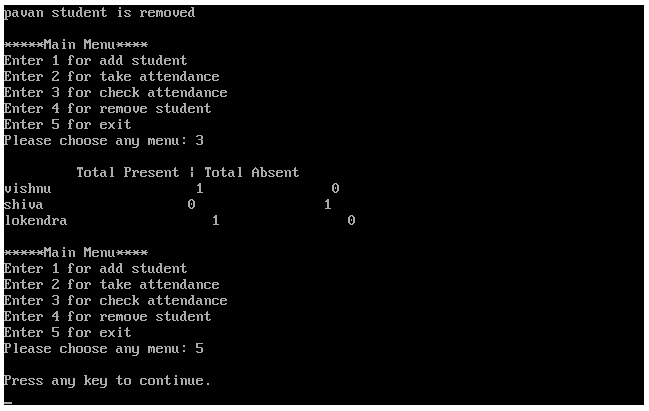 pavan student is removed
*****Main Menu****
Enter 1 for add student
Enter 2 for take attendance
Enter 3 for check attendance
Enter 4 for remove student
Enter 5 for exit
Please choose any menu: 3
Total Present | Total Absent
vishnu 1 0
shiva 0 1
lokendra 1 0
*****Main Menu****
Enter 1 for add student
Enter 2 for take attendance
Enter 3 for check attendance
Enter 4 for remove student
Enter 5 for exit
Please choose any menu: 5
Press any key to continue.